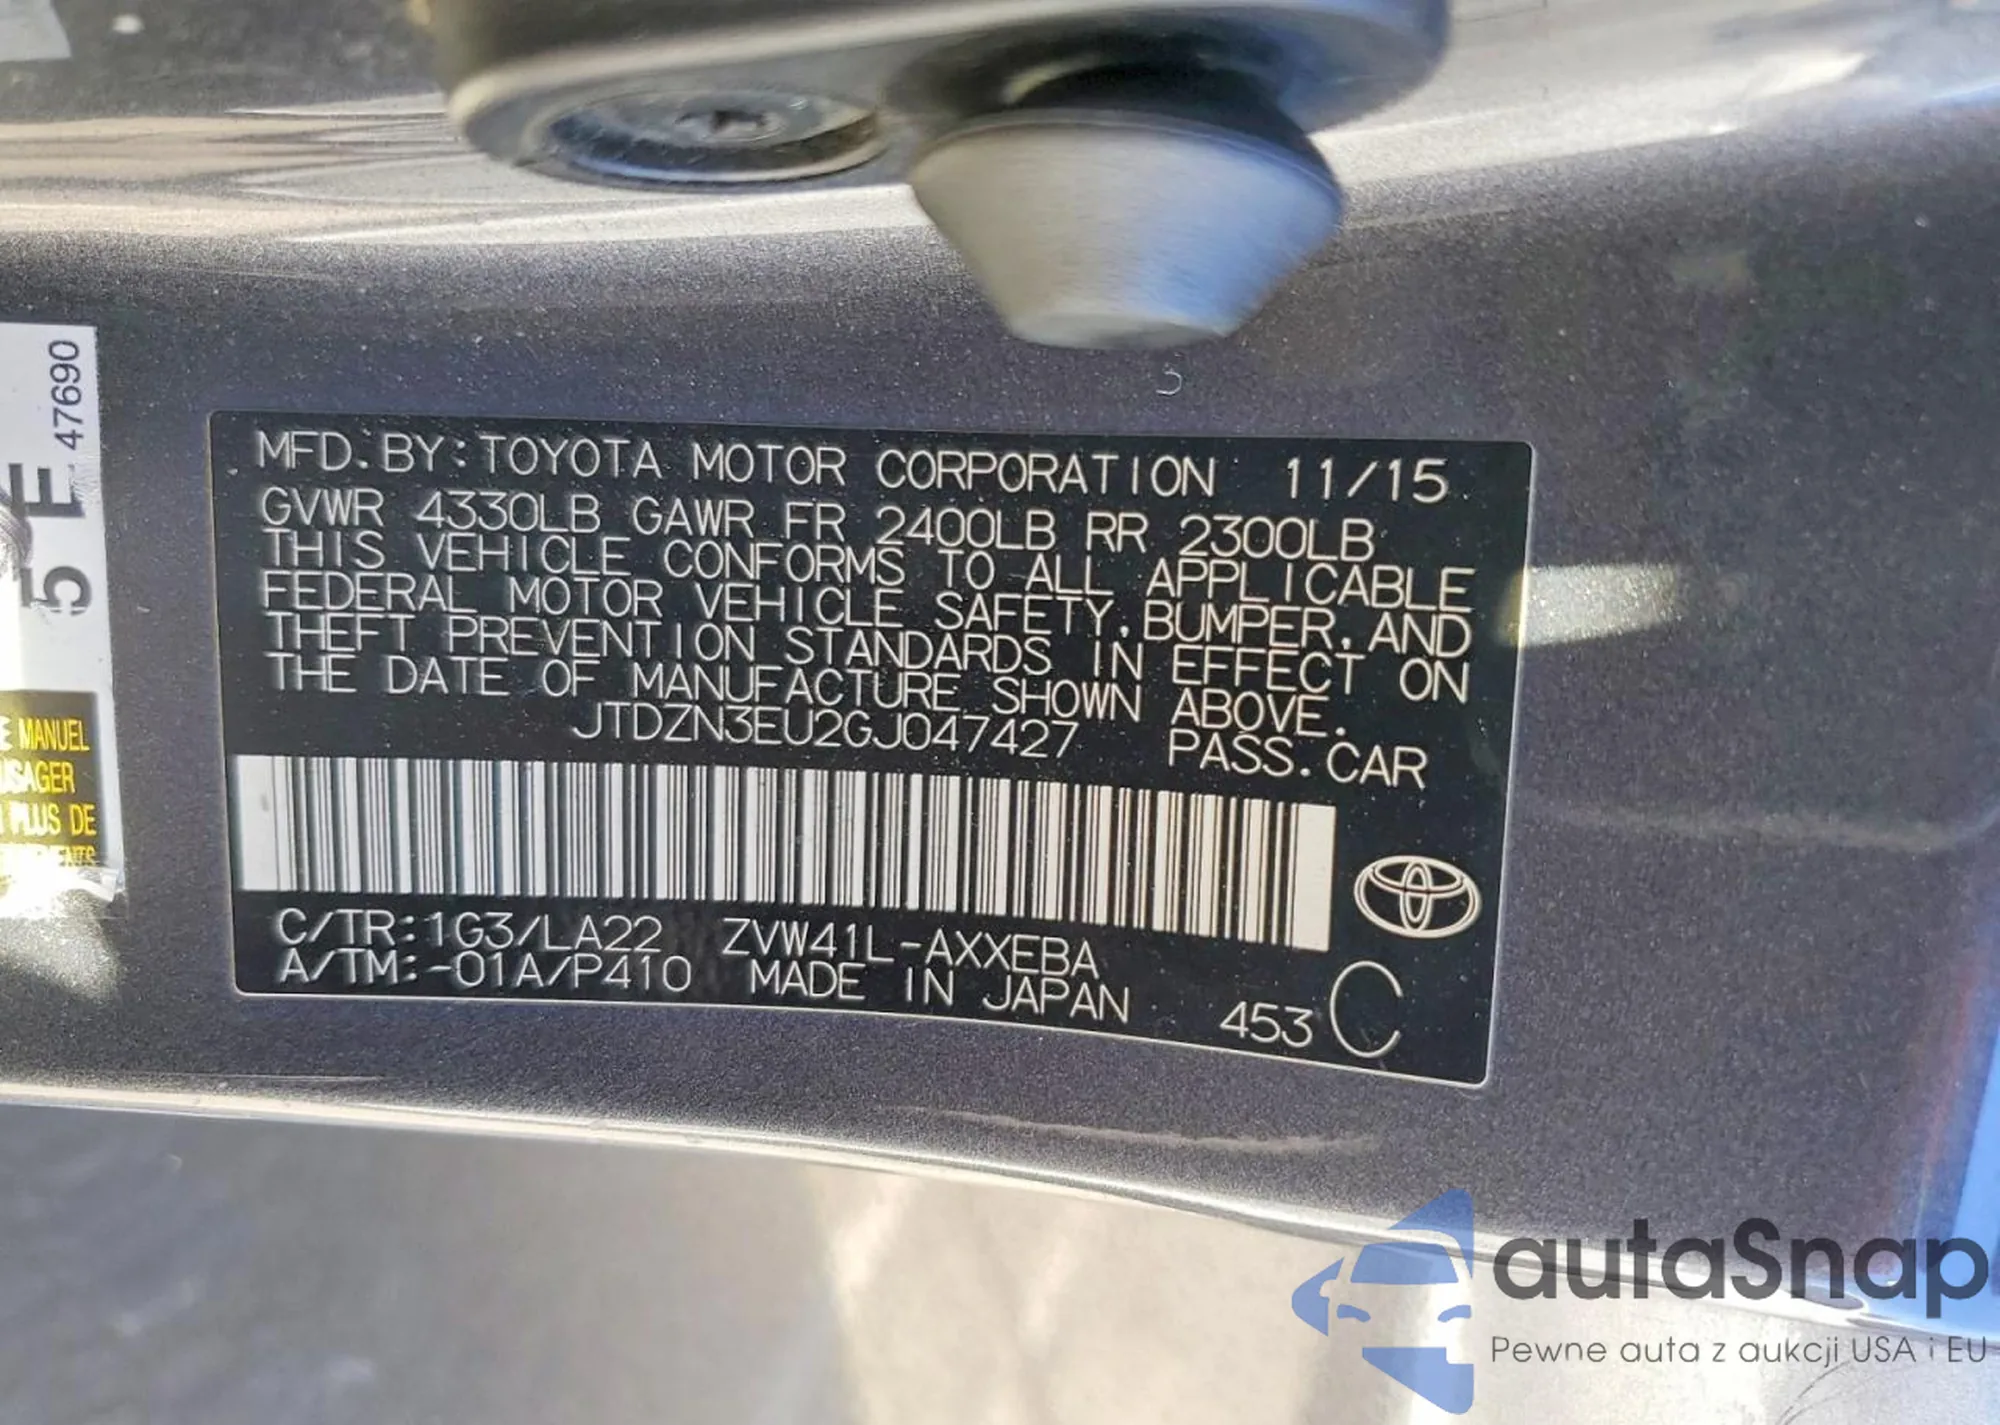 MFD. BY: TOYOTA MOTOR CORPORATION 11/15
GVWR 4330LB GAWR FR 2400LB RR 2300LB
THIS VEHICLE CONFORMS TO ALL APPLICABLE
FEDERAL MOTOR VEHICLE SAFETY, BUMPER, AND
THEFT PREVENTION STANDARDS IN EFFECT ON
THE DATE OF MANUFACTURE SHOWN ABOVE.
JTDZN3EU2GJ047427 PASS. CAR
C/TR: 1G3/LA22 ZVW41L-AXXEBA
A/TM: -01A/P410 MADE IN JAPAN 453 C
5 E 47690
MANUEL
USAGER
PLUS DE
autaSnap
Pewne auta z aukcji USA i EU